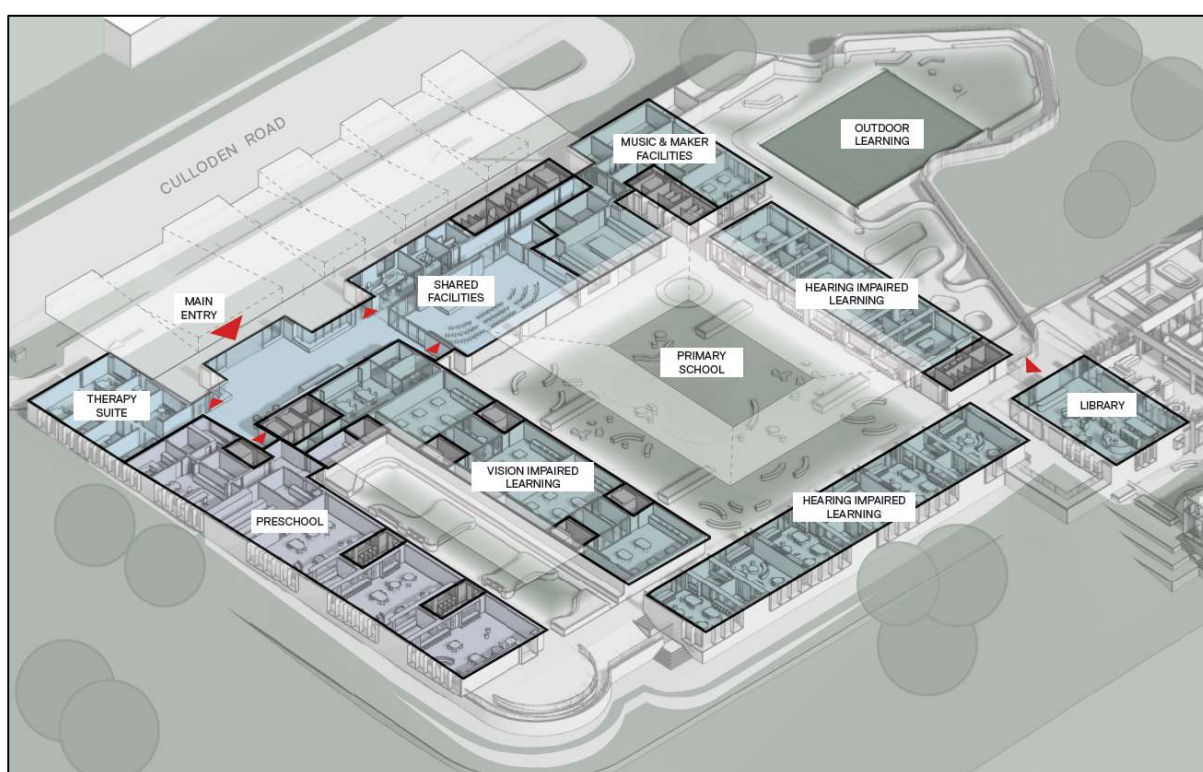 CULLODEN ROAD
MUSIC & MAKER
FACILITIES
OUTDOOR
LEARNING
MAIN
ENTRY
SHARED
FACILITIES
HEARING IMPAIRED
LEARNING
PRIMARY
SCHOOL
THERAPY
SUITE
LIBRARY
VISION IMPAIRED
LEARNING
HEARING IMPAIRED
LEARNING
PRESCHOOL